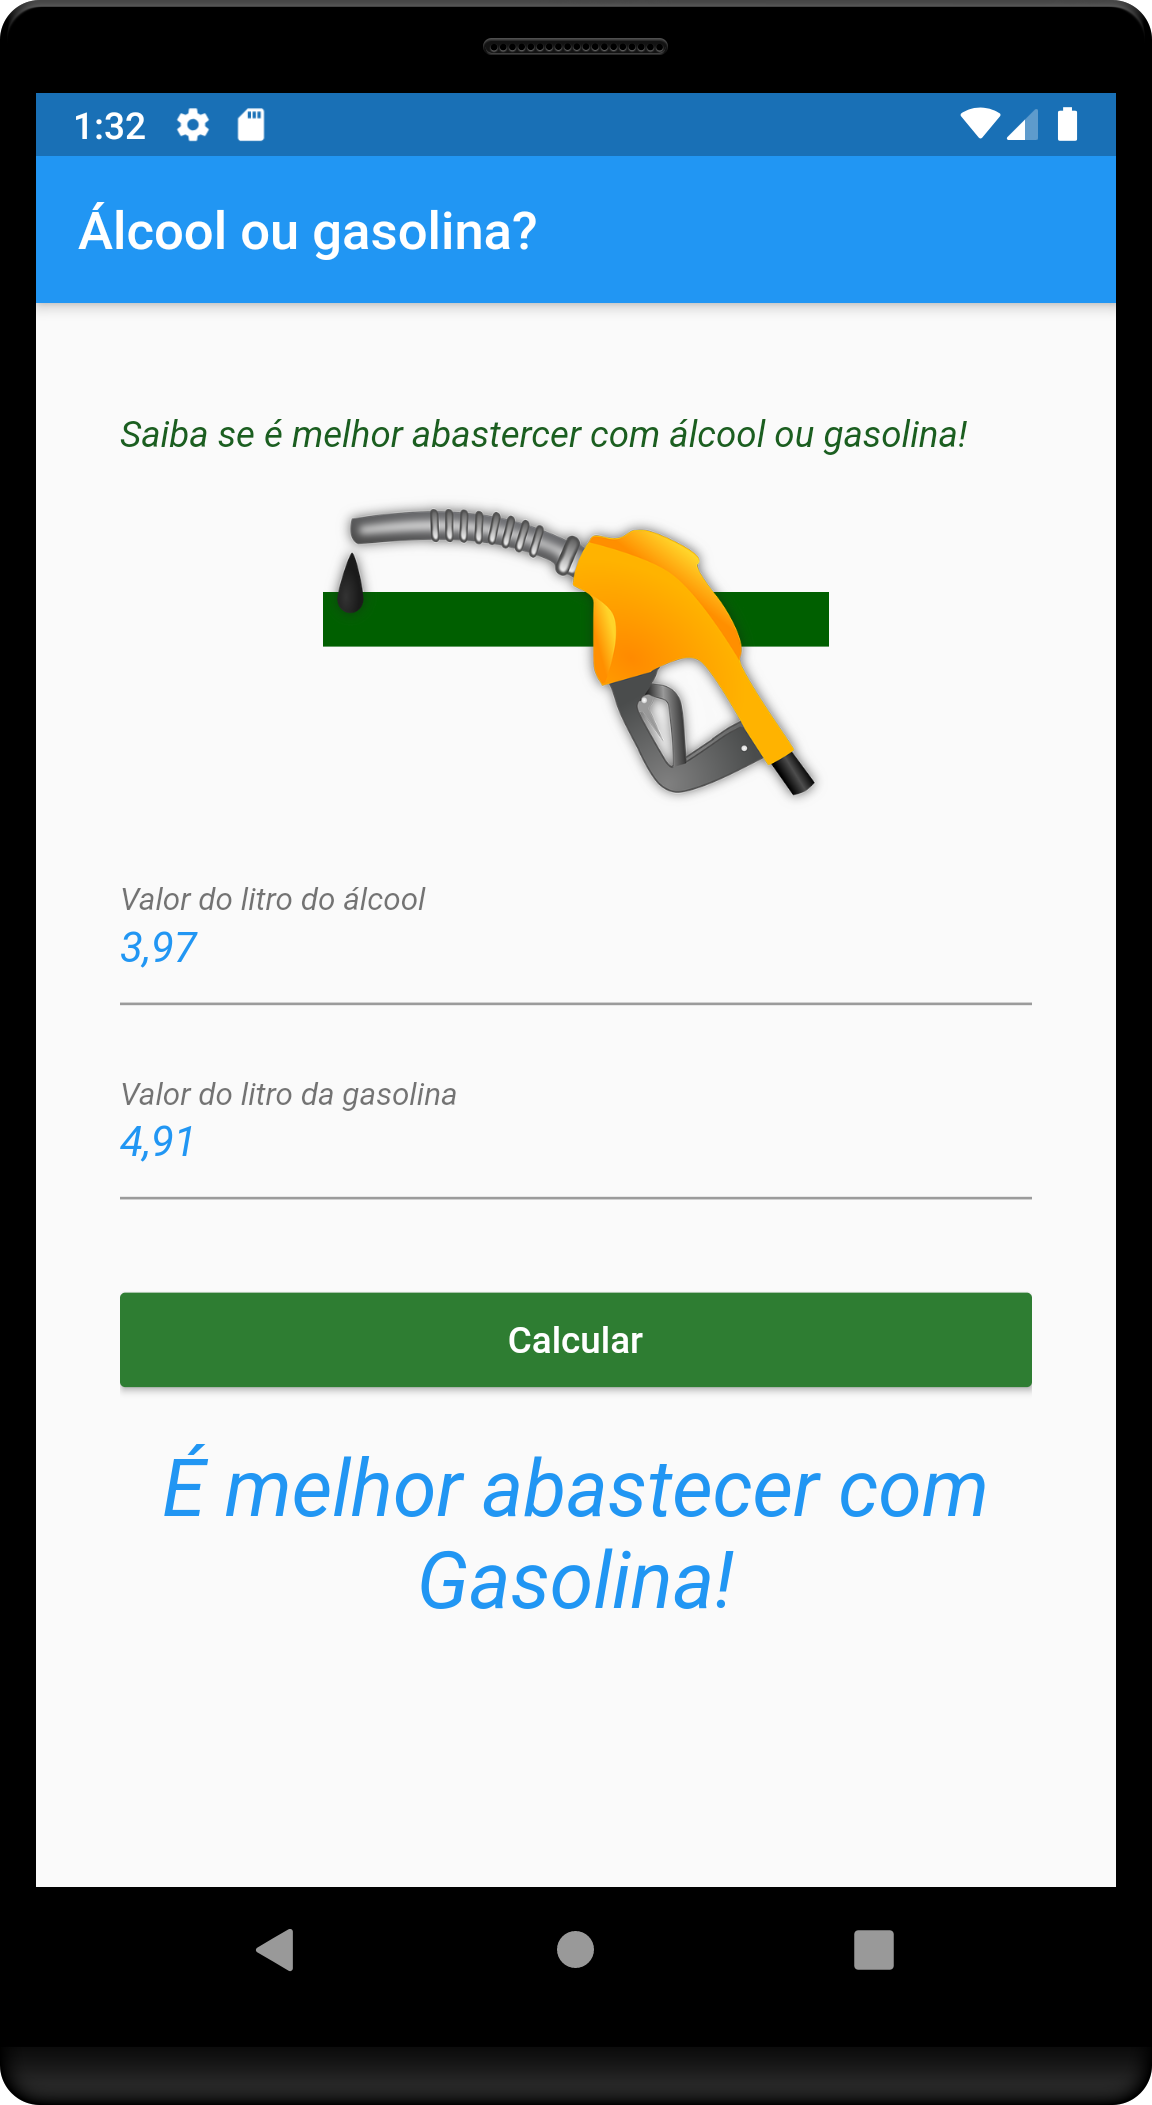 1:32
Álcool ou gasolina?
Saiba se é melhor abastercer com álcool ou gasolina!
Valor do litro do álcool
3,97
Valor do litro da gasolina
4,91
Calcular
É melhor abastecer com
Gasolina!